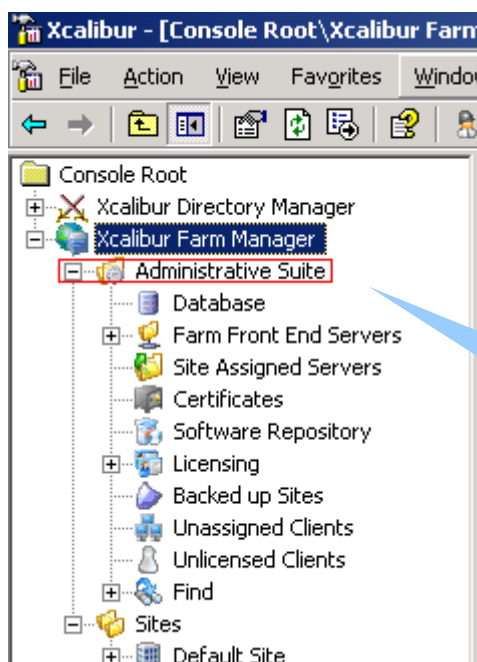 Xcalibur - [Console Root\Xcalibur Farm
File Action View Favorites Windo
Console Root
Xcalibur Directory Manager
Xcalibur Farm Manager
Administrative Suite
Database
Farm Front End Servers
Site Assigned Servers
Certificates
Software Repository
Licensing
Backed up Sites
Unassigned Clients
Unlicensed Clients
Find
Sites
Default Site